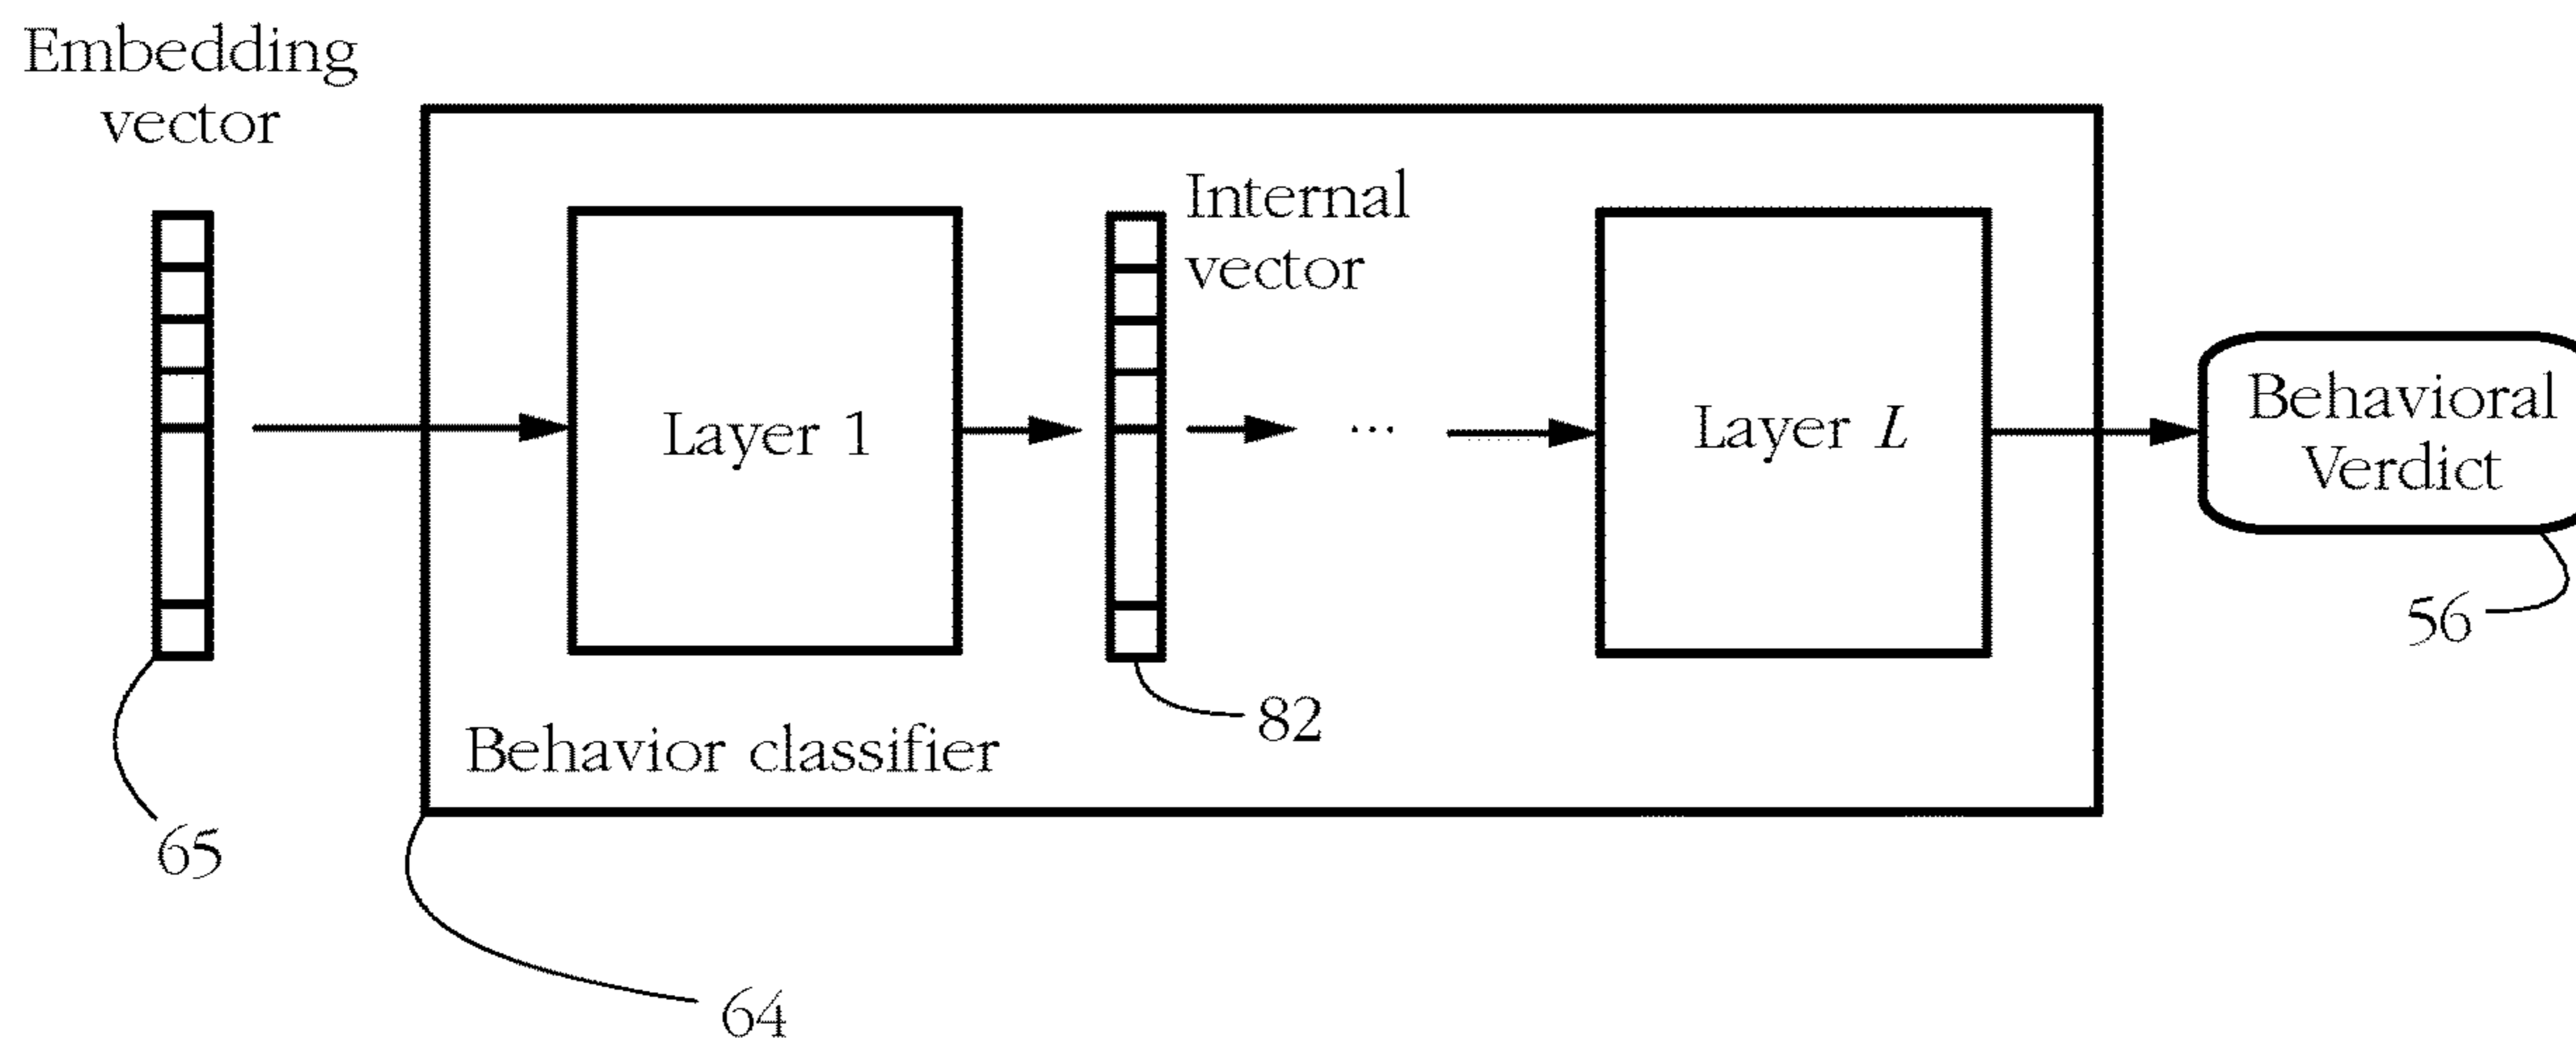 Embedding
vector
Internal
vector
Layer 1
...
Layer L
Behavioral
Verdict
56
82
Behavior classifier
65
64